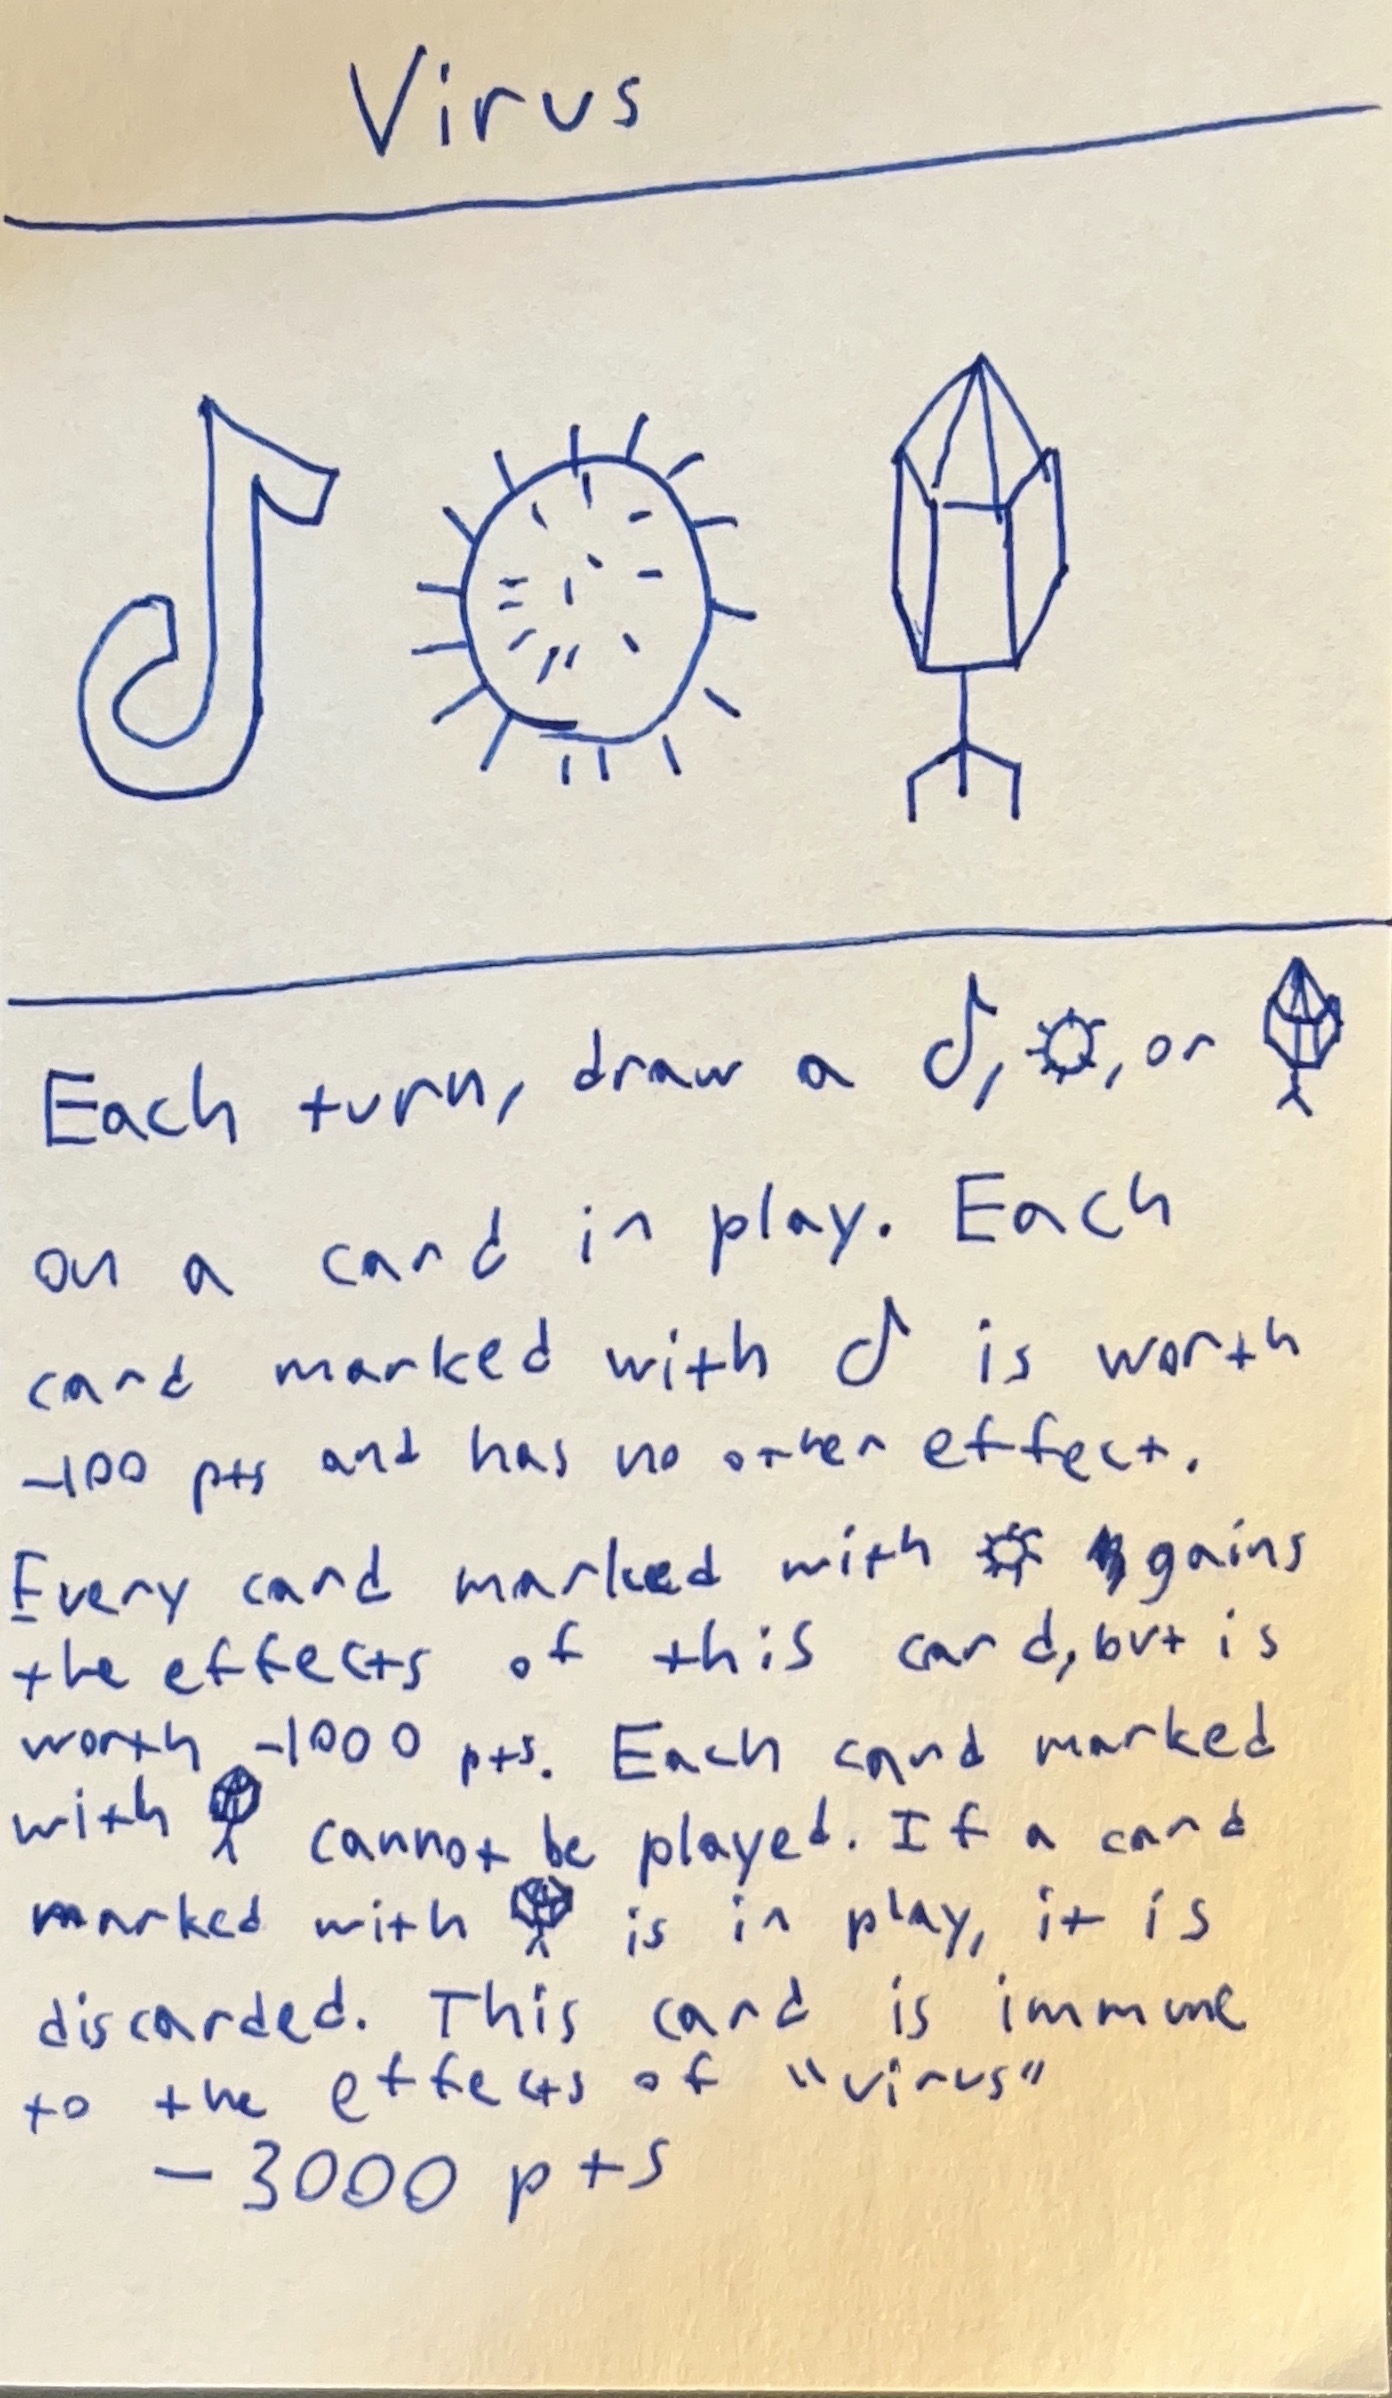 Virus
Each turn, draw a , , or
on a card in play. Each
card marked with is worth
-100 pts and has no other effect.
Every card marked with gains
the effects of this card, but is
worth -1000 pts. Each card marked
with cannot be played. If a card
marked with is in play, it is
discarded. This card is immune
to the effects of "virus"
-3000 pts